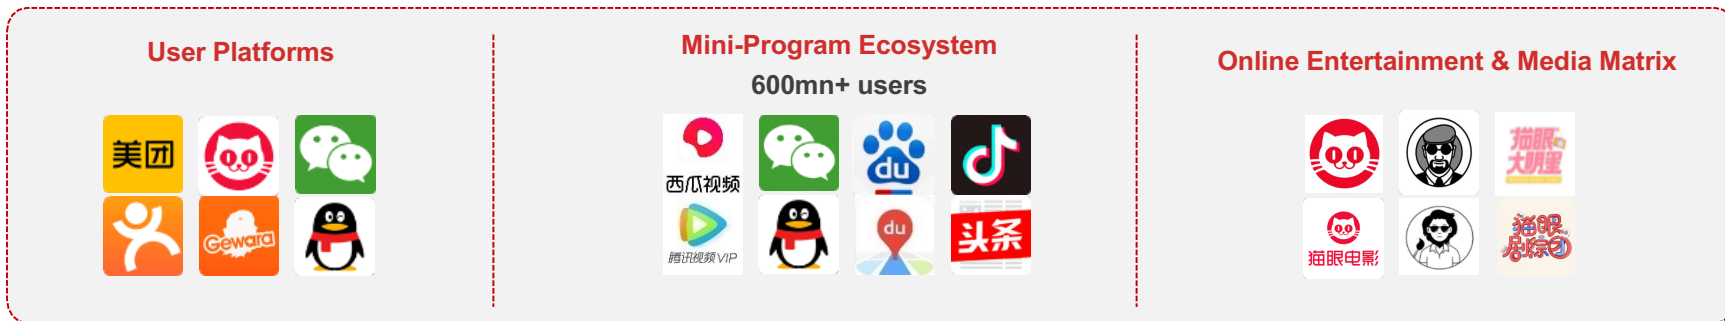 User Platforms
Mini-Program Ecosystem
600mn+ users
Online Entertainment & Media Matrix
美团
Gewara
西瓜视频
du
腾讯视频VIP
du
头条
猫眼
大明星
猫眼电影
猫眼
剧综团